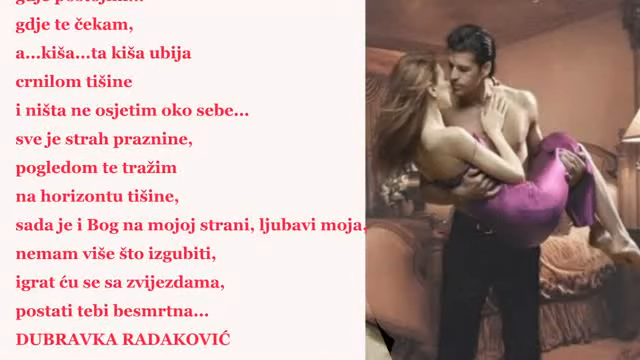 gdje te čekam,
a...kiša...ta kiša ubija
crnilom tišine
i ništa ne osjetim oko sebe...
sve je strah praznine,
pogledom te tražim
na horizontu tišine,
sada je i Bog na mojoj strani, ljubavi moja,
nemam više što izgubiti,
igrat ću se sa zvijezdama,
postati tebi besmrtna...
DUBRAVKA RADAKOVIĆ